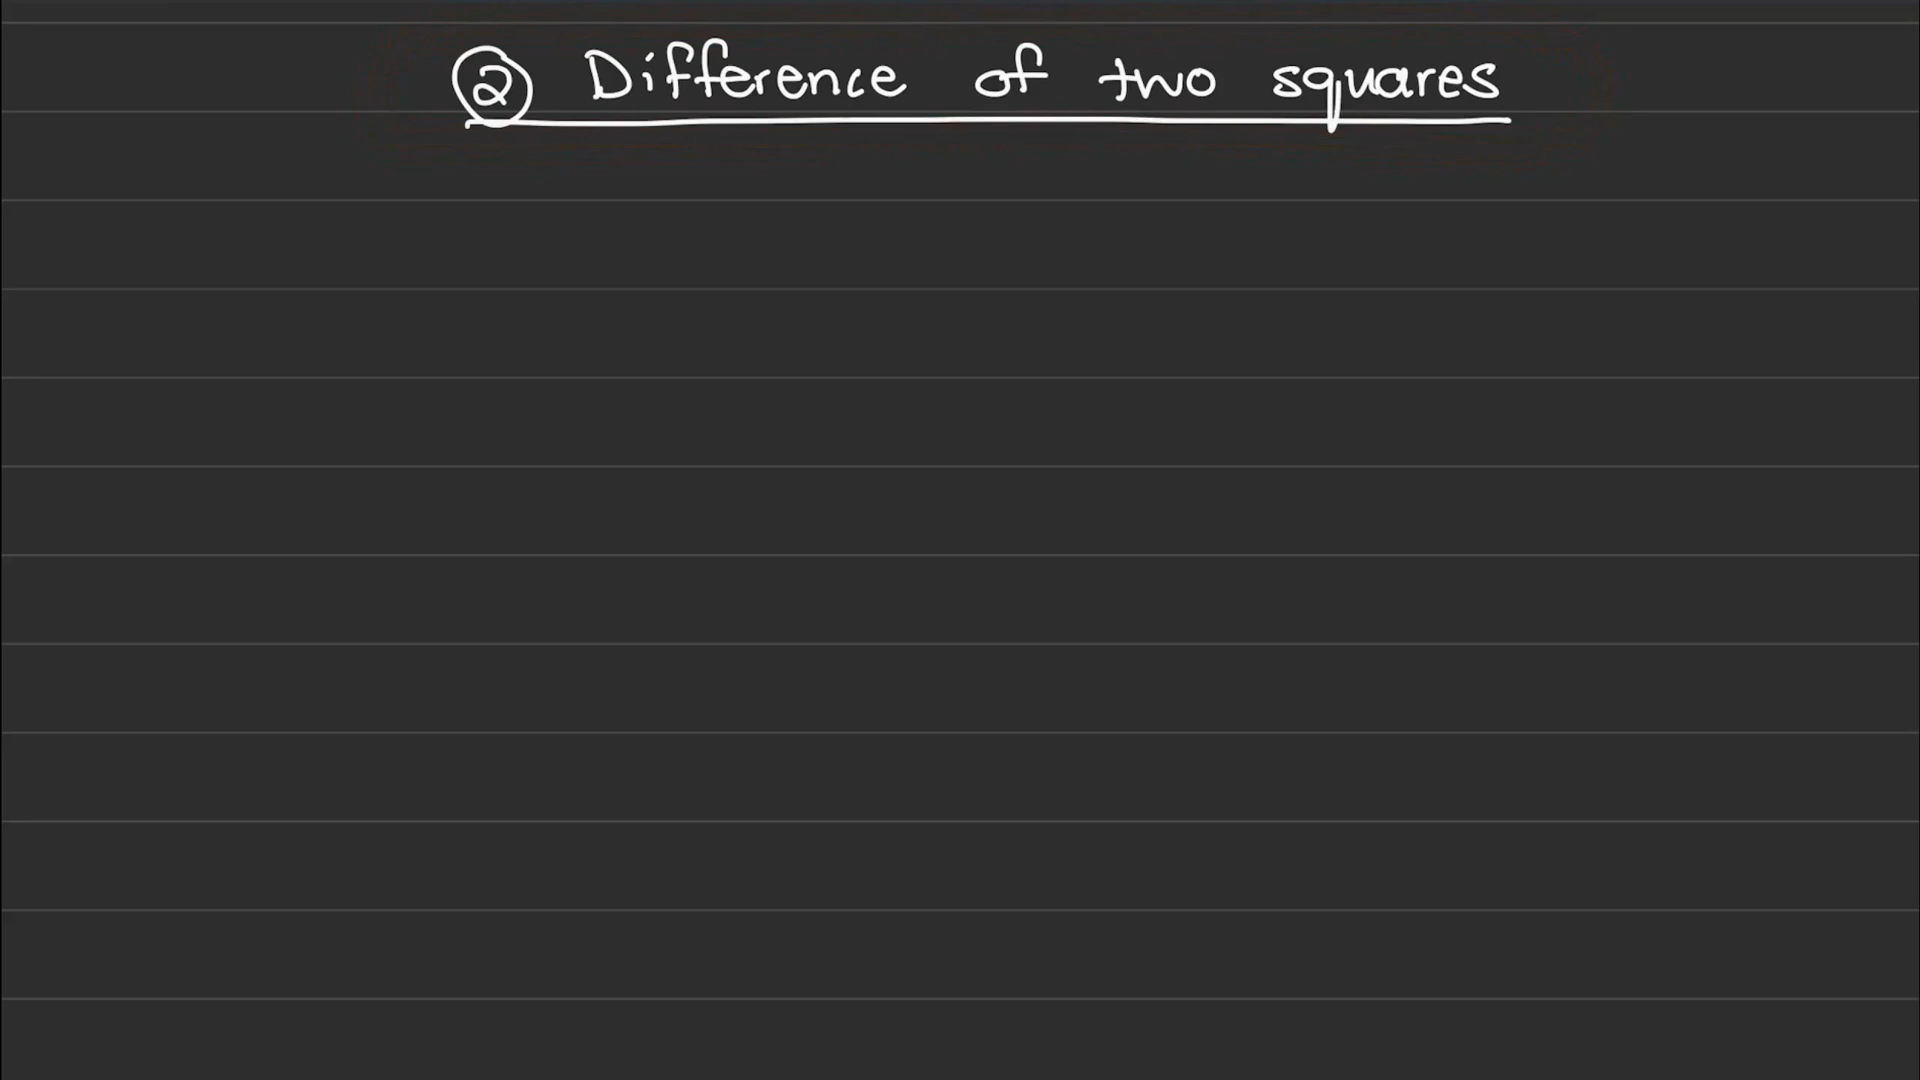 ② Difference of two squares